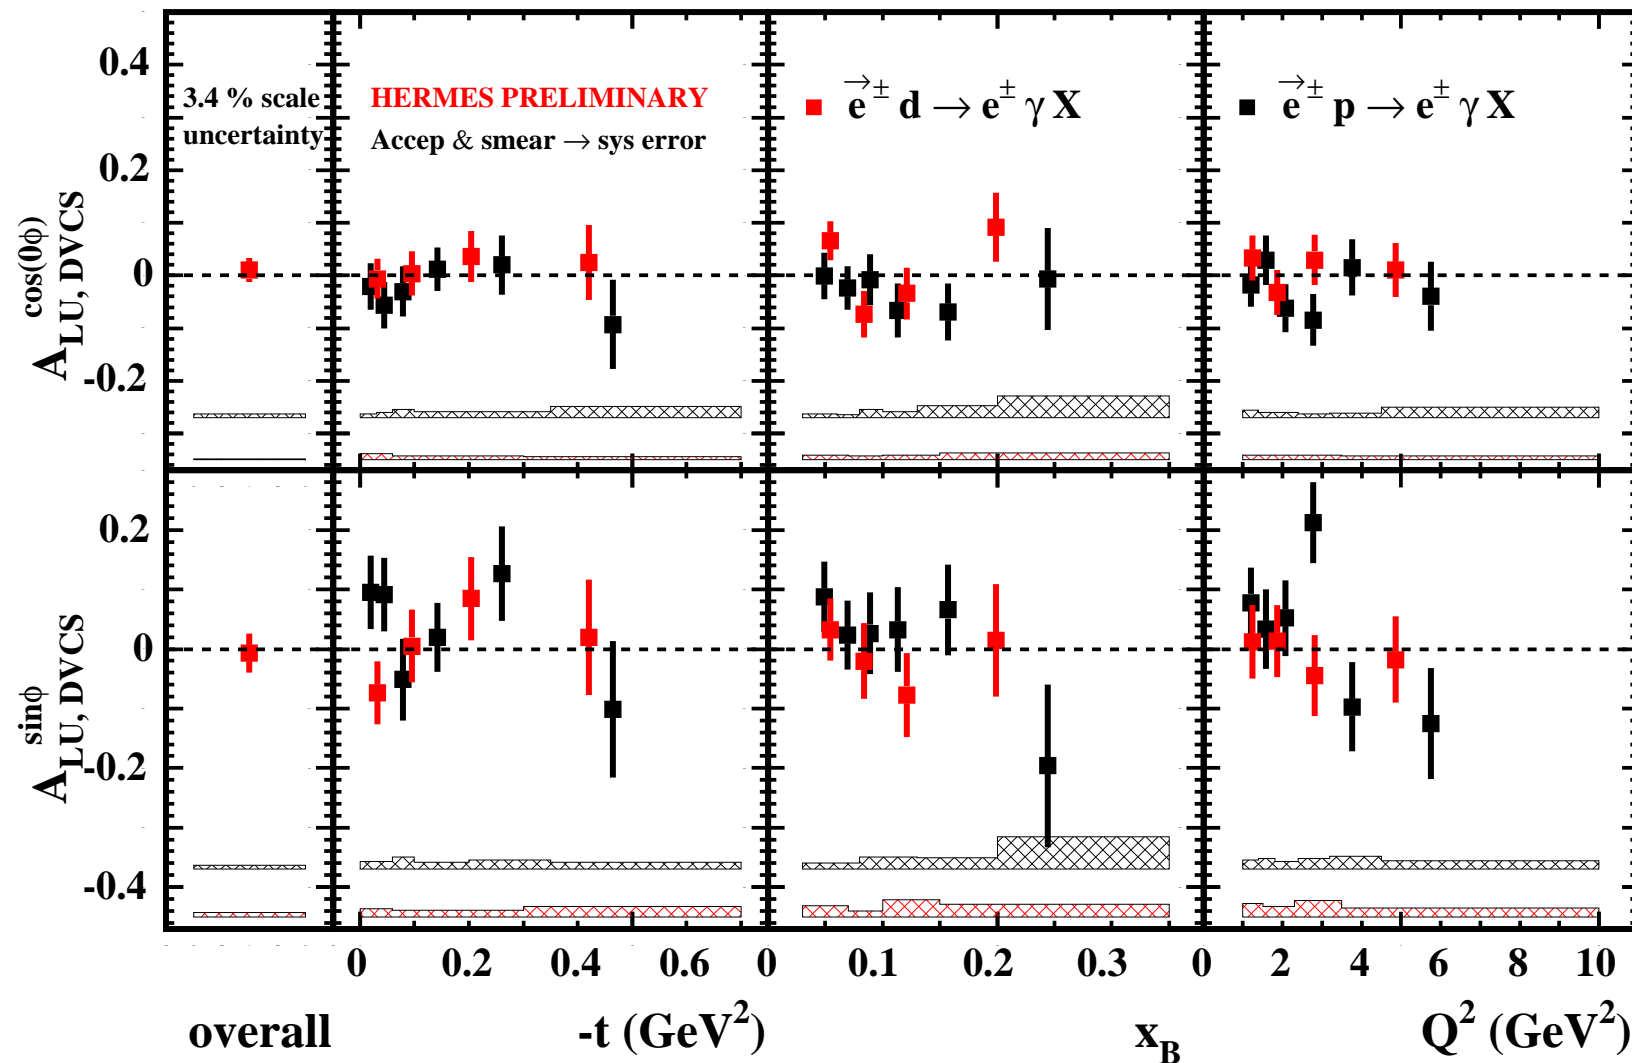 0.4
3.4 % scale
uncertainty
HERMES PRELIMINARY
Accep & smear → sys error
e⃗± d → e± γ X
e⃗± p → e± γ X
0.2
A LU, DVCS cos(0ϕ)
0
-0.2
0.2
A LU, DVCS sinϕ
0
-0.2
-0.4
0 0.2 0.4 0.6 0 0.1 0.2 0.3 2 4 6 8 10
overall -t (GeV²) x_B Q² (GeV²)